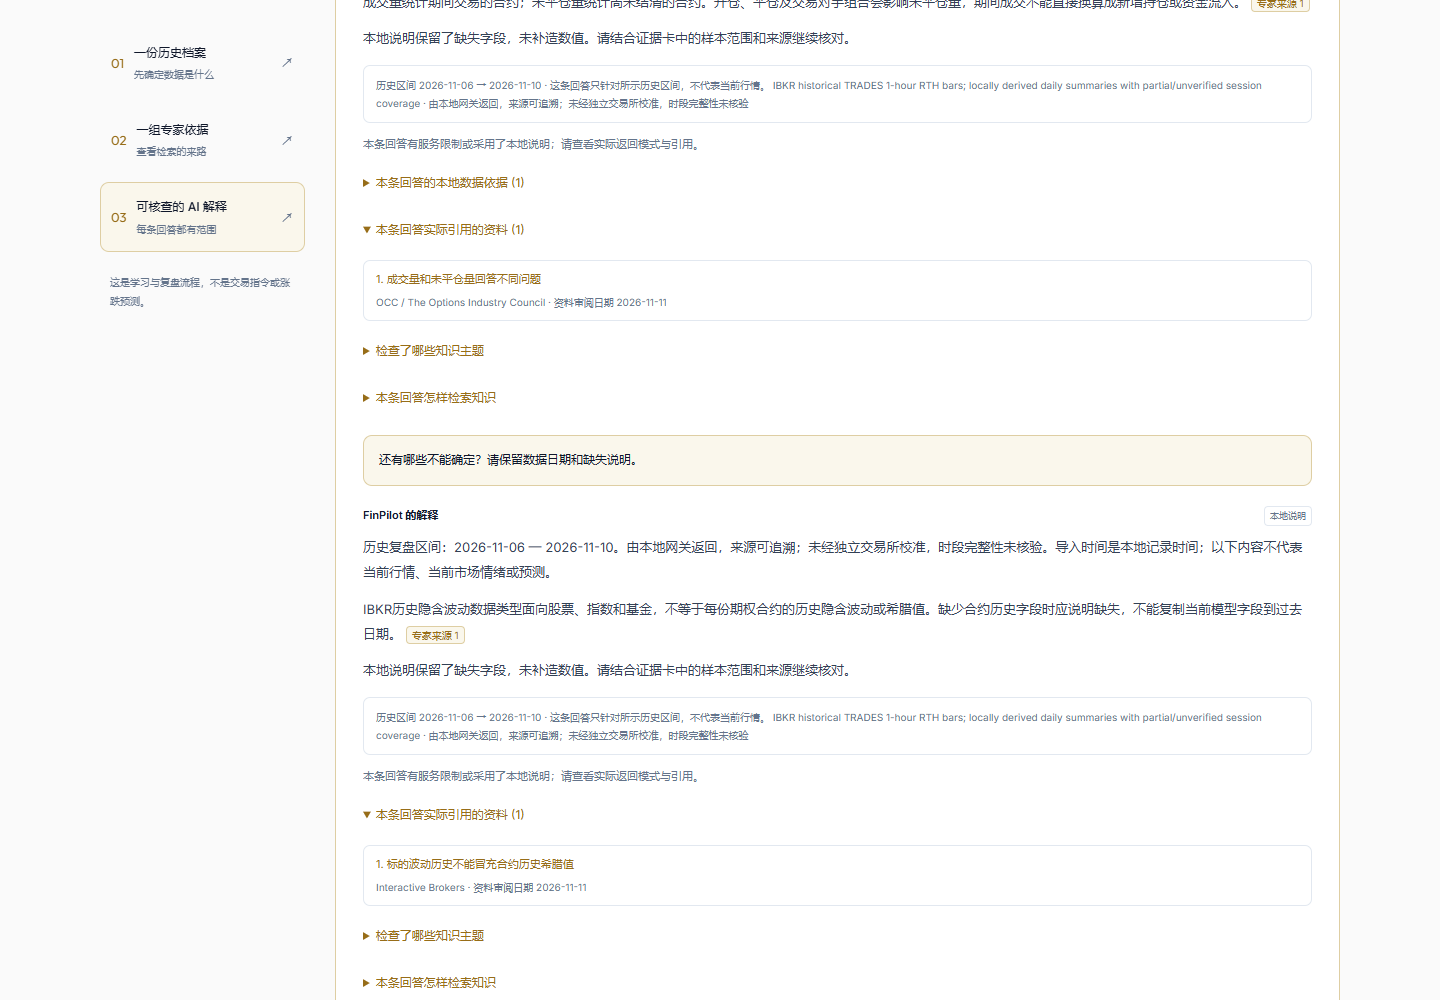 01 一份历史档案 ↗
先确定数据是什么
02 一组专家依据 ↗
查看检索的来路
03 可核查的 AI 解释 ↗
每条回答都有范围
这是学习与复盘流程，不是交易指令或涨
跌预测。
成交量统计期间交易的合约；未平仓量统计尚未结清的合约。开仓、平仓及交易对手组合会影响未平仓量，期间成交不能直接换算成新增持仓或资金流入。 专家来源 1
本地说明保留了缺失字段，未补造数值。请结合证据卡中的样本范围和来源继续核对。
历史区间 2026-11-06 → 2026-11-10 · 这条回答只针对所示历史区间，不代表当前行情。 IBKR historical TRADES 1-hour RTH bars; locally derived daily summaries with partial/unverified session
coverage · 由本地网关返回，来源可追溯；未经独立交易所校准，时段完整性未核验
本条回答有服务限制或采用了本地说明；请查看实际返回模式与引用。
▶ 本条回答的本地数据依据 (1)
▼ 本条回答实际引用的资料 (1)
1. 成交量和未平仓量回答不同问题
OCC / The Options Industry Council · 资料审阅日期 2026-11-11
▶ 检查了哪些知识主题
▶ 本条回答怎样检索知识
还有哪些不能确定？请保留数据日期和缺失说明。
FinPilot 的解释 本地说明
历史复盘区间：2026-11-06 — 2026-11-10。由本地网关返回，来源可追溯；未经独立交易所校准，时段完整性未核验。导入时间是本地记录时间；以下内容不代表
当前行情、当前市场情绪或预测。
IBKR历史隐含波动数据类型面向股票、指数和基金，不等于每份期权合约的历史隐含波动或希腊值。缺少合约历史字段时应说明缺失，不能复制当前模型字段到过去
日期。 专家来源 1
本地说明保留了缺失字段，未补造数值。请结合证据卡中的样本范围和来源继续核对。
历史区间 2026-11-06 → 2026-11-10 · 这条回答只针对所示历史区间，不代表当前行情。 IBKR historical TRADES 1-hour RTH bars; locally derived daily summaries with partial/unverified session
coverage · 由本地网关返回，来源可追溯；未经独立交易所校准，时段完整性未核验
本条回答有服务限制或采用了本地说明；请查看实际返回模式与引用。
▼ 本条回答实际引用的资料 (1)
1. 标的波动历史不能冒充合约历史希腊值
Interactive Brokers · 资料审阅日期 2026-11-11
▶ 检查了哪些知识主题
▶ 本条回答怎样检索知识